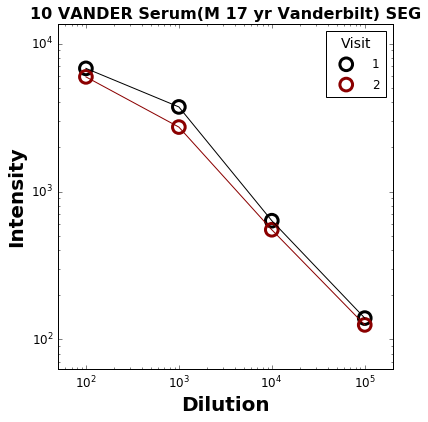 10 VANDER Serum(M 17 yr Vanderbilt) SEG
Visit
1
2
Intensity
10⁴
10³
10²
10² 10³ 10⁴ 10⁵
Dilution